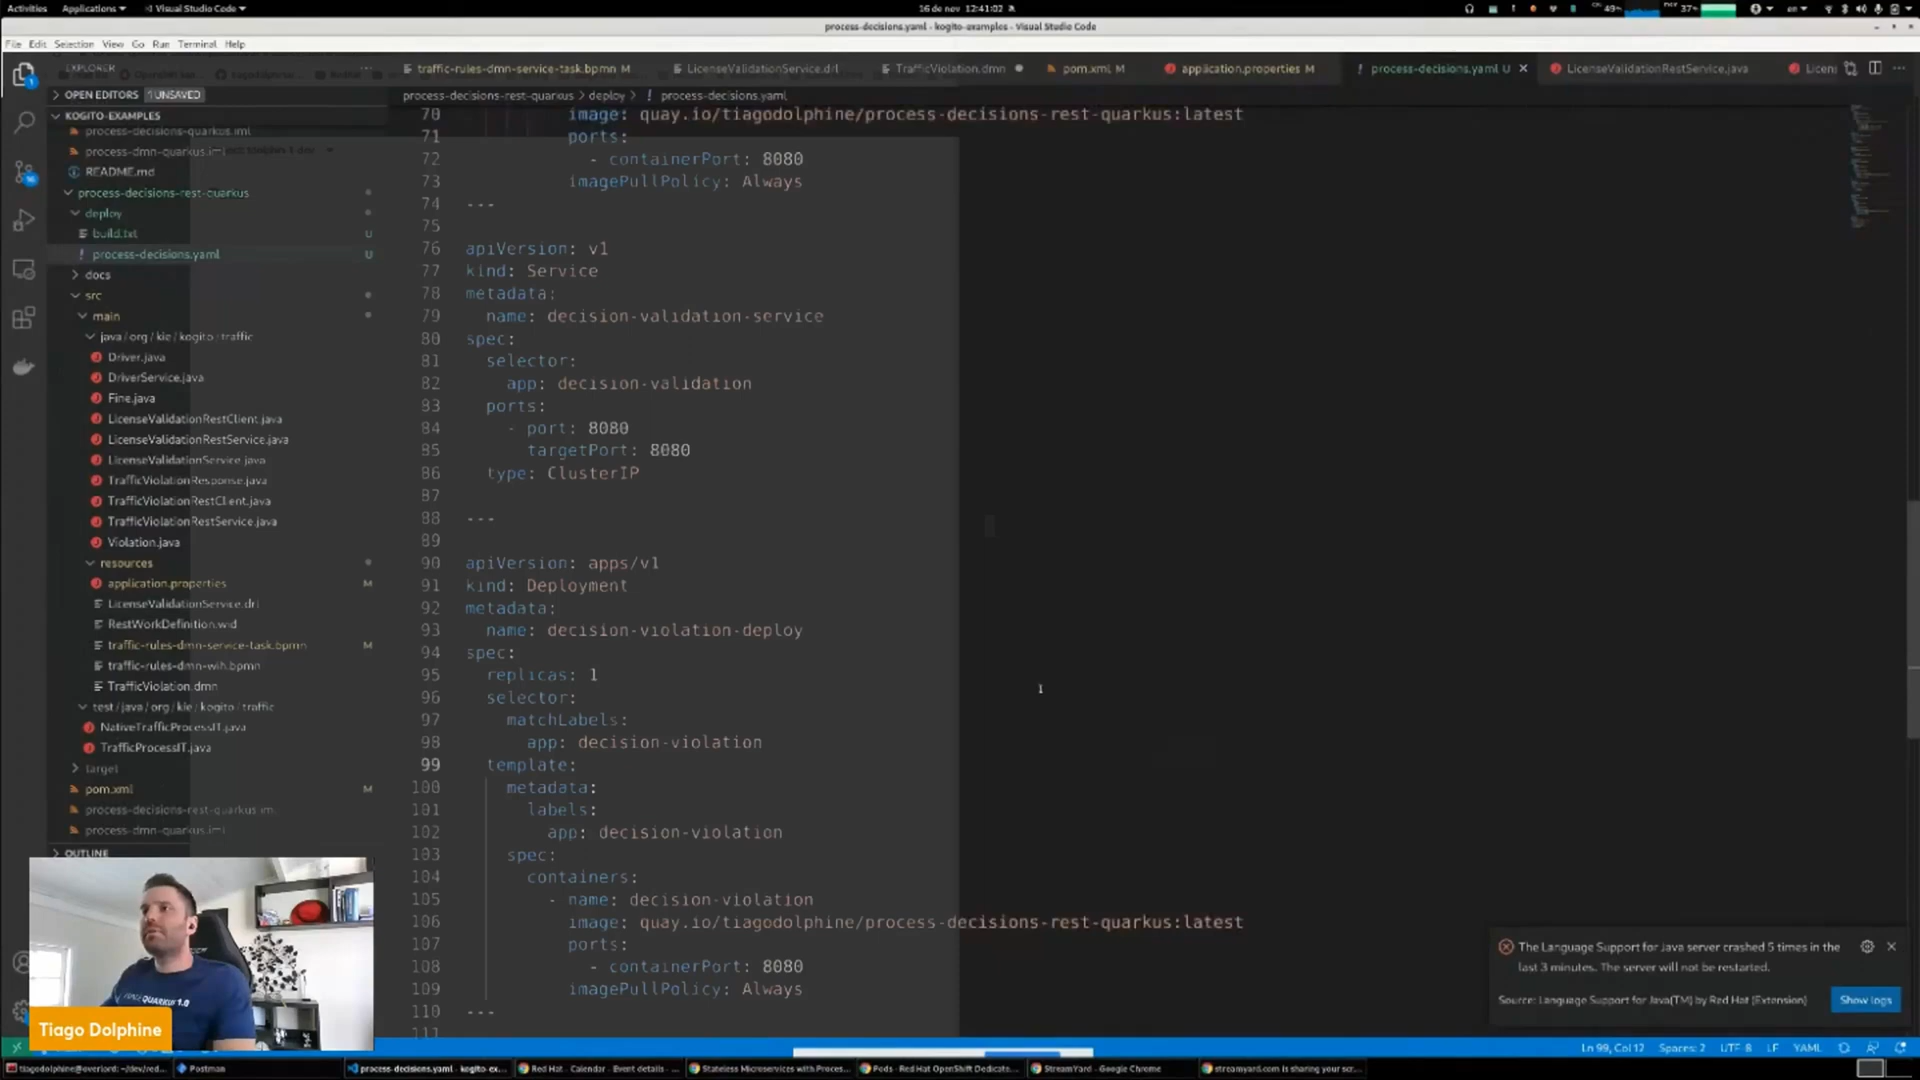 Activities Applications Visual Studio Code 16 de nov 12:41:02 49% 37% en
process-decisions.yaml - kogito-examples - Visual Studio Code
File Edit Selection View Go Run Terminal Help
EXPLORER
traffic-rules-dmn-service-task.bpmn M LicenseValidationService.drl TrafficViolation.dmn pom.xml M application.properties M ! process-decisions.yaml U LicenseValidationRestService.java Licens
OPEN EDITORS 1 UNSAVED
process-decisions-rest-quarkus > deploy > ! process-decisions.yaml
KOGITO-EXAMPLES
process-decisions-quarkus.iml
process-dmn-quarkus.iml
README.md
process-decisions-rest-quarkus
deploy
build.txt U
! process-decisions.yaml U
docs
src
main
java/org/kie/kogito/traffic
Driver.java
DriverService.java
Fine.java
LicenseValidationRestClient.java
LicenseValidationRestService.java
LicenseValidationService.java
TrafficViolationResponse.java
TrafficViolationRestClient.java
TrafficViolationRestService.java
Violation.java
resources
application.properties M
LicenseValidationService.drl
RestWorkDefinition.wid
traffic-rules-dmn-service-task.bpmn M
traffic-rules-dmn-wih.bpmn
TrafficViolation.dmn
test/java/org/kie/kogito/traffic
NativeTrafficProcessIT.java
TrafficProcessIT.java
target
pom.xml M
process-decisions-rest-quarkus.iml
process-dmn-quarkus.iml
OUTLINE
70 image: quay.io/tiagodolphine/process-decisions-rest-quarkus:latest
71 ports:
72 - containerPort: 8080
73 imagePullPolicy: Always
74 ---
75
76 apiVersion: v1
77 kind: Service
78 metadata:
79 name: decision-validation-service
80 spec:
81 selector:
82 app: decision-validation
83 ports:
84 - port: 8080
85 targetPort: 8080
86 type: ClusterIP
87
88 ---
89
90 apiVersion: apps/v1
91 kind: Deployment
92 metadata:
93 name: decision-violation-deploy
94 spec:
95 replicas: 1
96 selector:
97 matchLabels:
98 app: decision-violation
99 template:
100 metadata:
101 labels:
102 app: decision-violation
103 spec:
104 containers:
105 - name: decision-violation
106 image: quay.io/tiagodolphine/process-decisions-rest-quarkus:latest
107 ports:
108 - containerPort: 8080
109 imagePullPolicy: Always
110 ---
111
The Language Support for Java server crashed 5 times in the
last 3 minutes. The server will not be restarted.
Source: Language Support for Java(TM) by Red Hat (Extension) Show logs
QUARKUS 1.0
Tiago Dolphine
Ln 99, Col 12 Spaces: 2 UTF-8 LF YAML
tiagodolphine@overlord:~/dev/red... Postman process-decisions.yaml - kogito-ex... Red Hat - Calendar - Event details - ... Stateless Microservices with Proces... Pods · Red Hat OpenShift Dedicate... StreamYard - Google Chrome streamyard.com is sharing your scr...